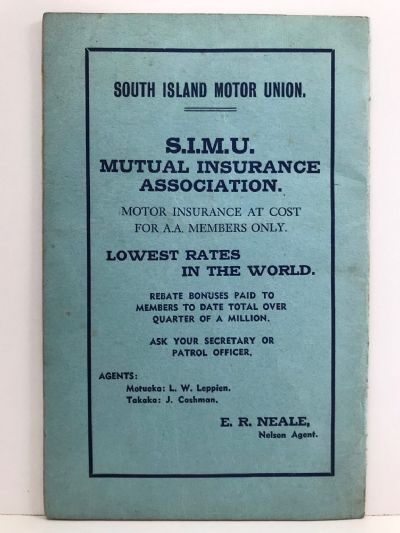 SOUTH ISLAND MOTOR UNION.
S.I.M.U.
MUTUAL INSURANCE
ASSOCIATION.
MOTOR INSURANCE AT COST
FOR A.A. MEMBERS ONLY.
LOWEST RATES
IN THE WORLD.
REBATE BONUSES PAID TO
MEMBERS TO DATE TOTAL OVER
QUARTER OF A MILLION.
ASK YOUR SECRETARY OR
PATROL OFFICER.
AGENTS:
Motueka: L. W. Leppien.
Takaka: J. Cashman.
E. R. NEALE,
Nelson Agent.